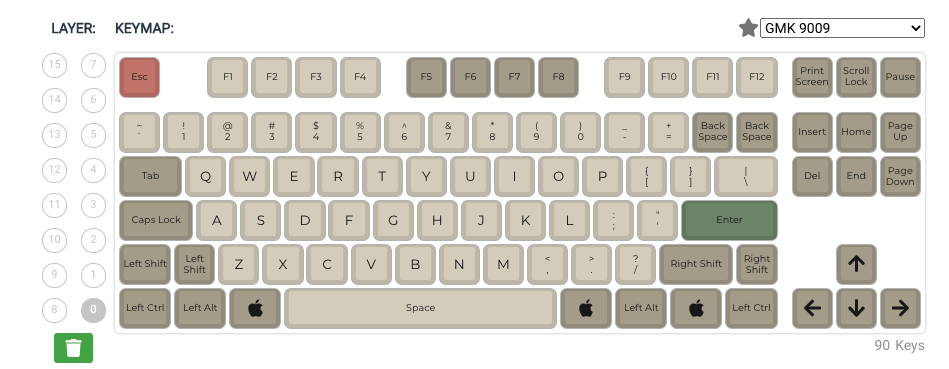 LAYER: KEYMAP: GMK 9009
15 7
14 6
13 5
12 4
11 3
10 2
9 1
8 0
Esc F1 F2 F3 F4 F5 F6 F7 F8 F9 F10 F11 F12 Print Screen Scroll Lock Pause
~ ` ! 1 @ 2 # 3 $ 4 % 5 ^ 6 & 7 * 8 ( 9 ) 0 _ - + = Back Space Back Space Insert Home Page Up
Tab Q W E R T Y U I O P { [ } ] | \ Del End Page Down
Caps Lock A S D F G H J K L : ; " ' Enter
Left Shift Left Shift Z X C V B N M < , > . ? / Right Shift Right Shift
Left Ctrl Left Alt Space Left Alt Left Ctrl
90 Keys